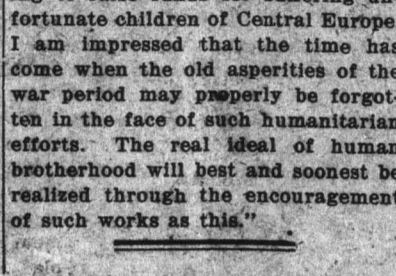 fortunate children of Central Europe
I am impressed that the time has
come when the old asperities of the
war period may properly be forgot-
ten in the face of such humanitarian
efforts. The real ideal of human
brotherhood will best and soonest be
realized through the encouragement
of such works as this."